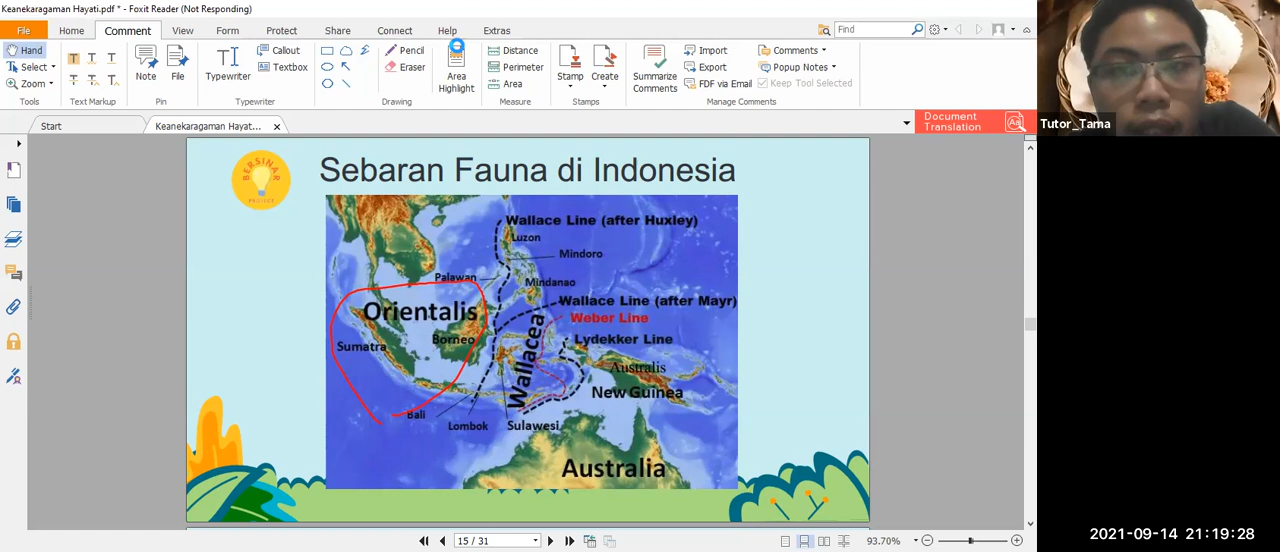 Keanekaragaman Hayati.pdf * - Foxit Reader (Not Responding)
File Home Comment View Form Protect Share Connect Help Extras Find
Hand
Select
Zoom
Tools
T T T
T T T
Text Markup
Note File
Pin
Typewriter
Callout
Textbox
Typewriter
Pencil
Eraser
Drawing
Area Highlight
Distance
Perimeter
Area
Measure
Stamp Create
Stamps
Summarize Comments
Import
Export
FDF via Email
Comments
Popup Notes
Keep Tool Selected
Manage Comments
Tutor_Tama
Start
Keanekaragaman Hayat...
Document Translation
BERSINAR
PROJECT
Sebaran Fauna di Indonesia
Wallace Line (after Huxley)
Luzon
Mindoro
Palawan
Mindanao
Wallace Line (after Mayr)
Orientalis
Weber Line
Wallacea
Lydekker Line
Sumatra
Borneo
Australis
New Guinea
Bali
Lombok
Sulawesi
Australia
15 / 31
93.70%
2021-09-14 21:19:28